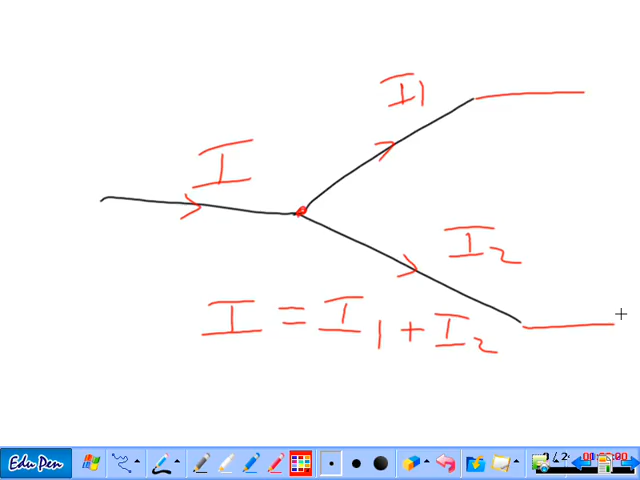 I1
I
I2
I = I1 + I2
Edu Pen